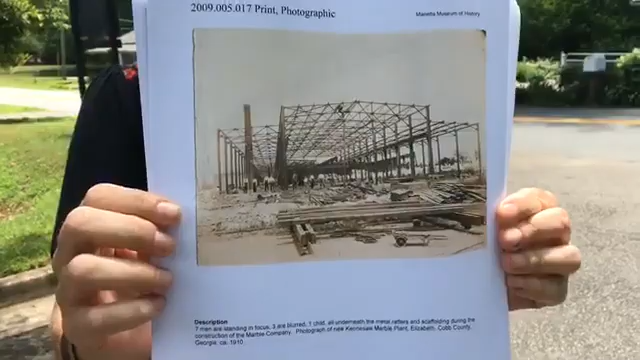 2009.005.017 Print, Photographic
Marietta Museum of History
Description
7 men are standing in focus, 3 are blurred, 1 child, all underneath the metal rafters and scaffolding during the
construction of the Marble Company. Photograph of new Kennesaw Marble Plant, Elizabeth, Cobb County,
Georgia, ca. 1910